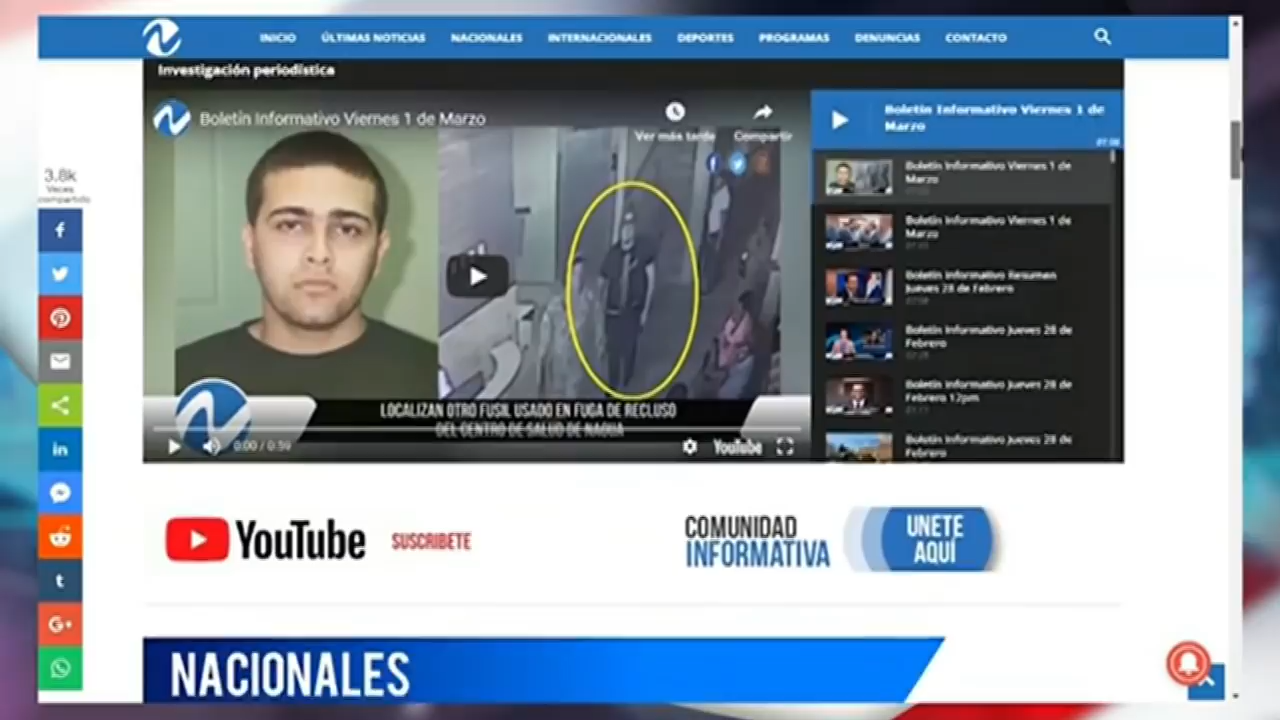 INICIO
ÚLTIMAS NOTICIAS
NACIONALES
INTERNACIONALES
DEPORTES
PROGRAMAS
DENUNCIAS
CONTACTO
Investigación periodística
Boletín Informativo Viernes 1 de Marzo
Ver más tarde
Compartir
LOCALIZAN OTRO FUSIL USADO EN FUGA DE RECLUSO
DEL CENTRO DE SALUD DE NAGUA
0:00 / 0:59
YouTube
Boletín Informativo Viernes 1 de
Marzo
Boletín Informativo Viernes 1 de
Marzo
Boletín Informativo Viernes 1 de
Marzo
Boletín Informativo Resumen
Jueves 28 de Febrero
Boletín Informativo Jueves 28 de
Febrero
Boletín Informativo Jueves 28 de
Febrero 12pm
Boletín Informativo Jueves 28 de
Febrero
3.8k
Veces
compartido
f
in
t
G+
YouTube
SUSCRIBETE
COMUNIDAD
INFORMATIVA
UNETE
AQUÍ
NACIONALES